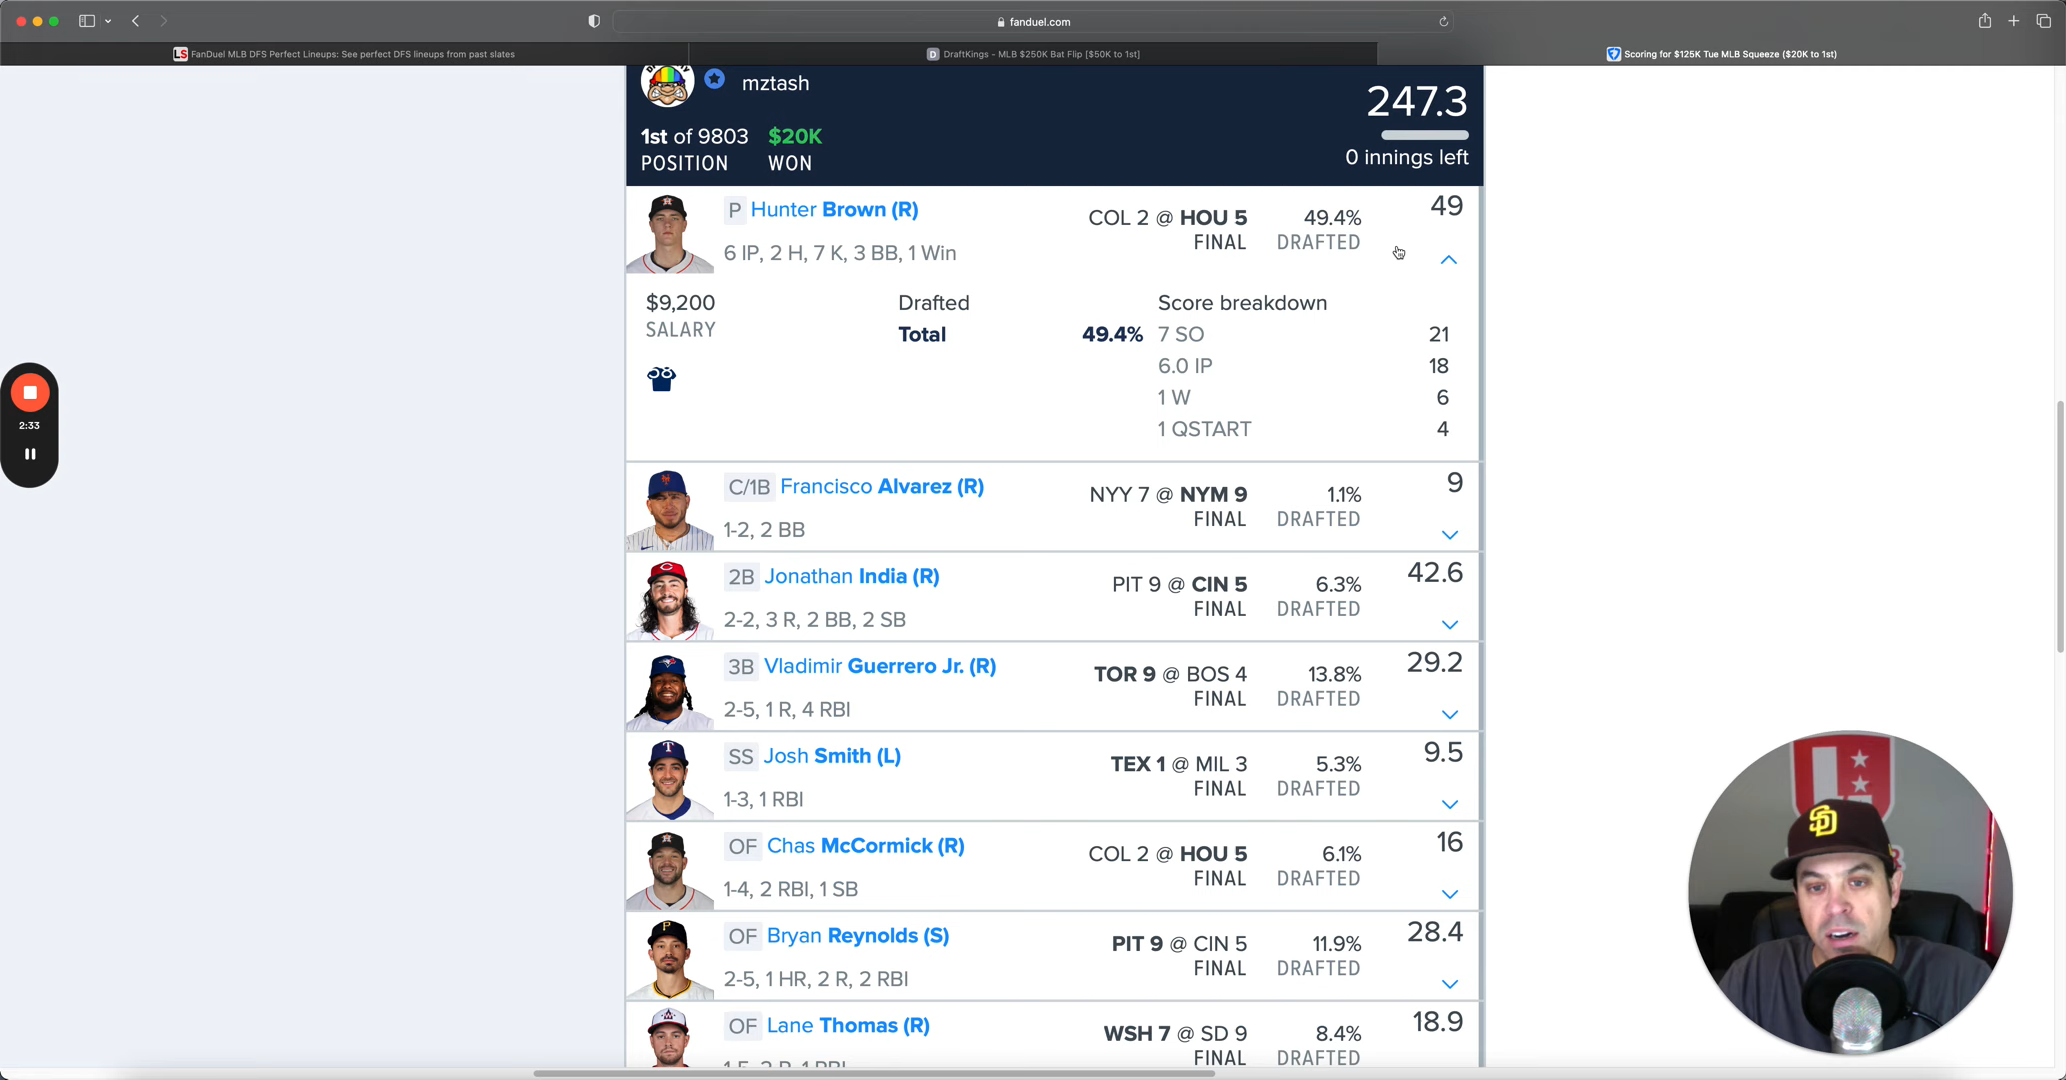 fanduel.com
FanDuel MLB DFS Perfect Lineups: See perfect DFS lineups from past slates
DraftKings - MLB $250K Bat Flip [$50K to 1st]
Scoring for $125K Tue MLB Squeeze ($20K to 1st)
mztash
247.3
1st of 9803 $20K
POSITION WON
0 innings left
P Hunter Brown (R)
COL 2 @ HOU 5 49.4% 49
FINAL DRAFTED
6 IP, 2 H, 7 K, 3 BB, 1 Win
$9,200 Drafted Score breakdown
SALARY Total 49.4% 7 SO 21
6.0 IP 18
1 W 6
1 QSTART 4
2:33
C/1B Francisco Alvarez (R)
NYY 7 @ NYM 9 1.1% 9
FINAL DRAFTED
1-2, 2 BB
2B Jonathan India (R)
PIT 9 @ CIN 5 6.3% 42.6
FINAL DRAFTED
2-2, 3 R, 2 BB, 2 SB
3B Vladimir Guerrero Jr. (R)
TOR 9 @ BOS 4 13.8% 29.2
FINAL DRAFTED
2-5, 1 R, 4 RBI
SS Josh Smith (L)
TEX 1 @ MIL 3 5.3% 9.5
FINAL DRAFTED
1-3, 1 RBI
OF Chas McCormick (R)
COL 2 @ HOU 5 6.1% 16
FINAL DRAFTED
1-4, 2 RBI, 1 SB
OF Bryan Reynolds (S)
PIT 9 @ CIN 5 11.9% 28.4
FINAL DRAFTED
2-5, 1 HR, 2 R, 2 RBI
OF Lane Thomas (R)
WSH 7 @ SD 9 8.4% 18.9
FINAL DRAFTED